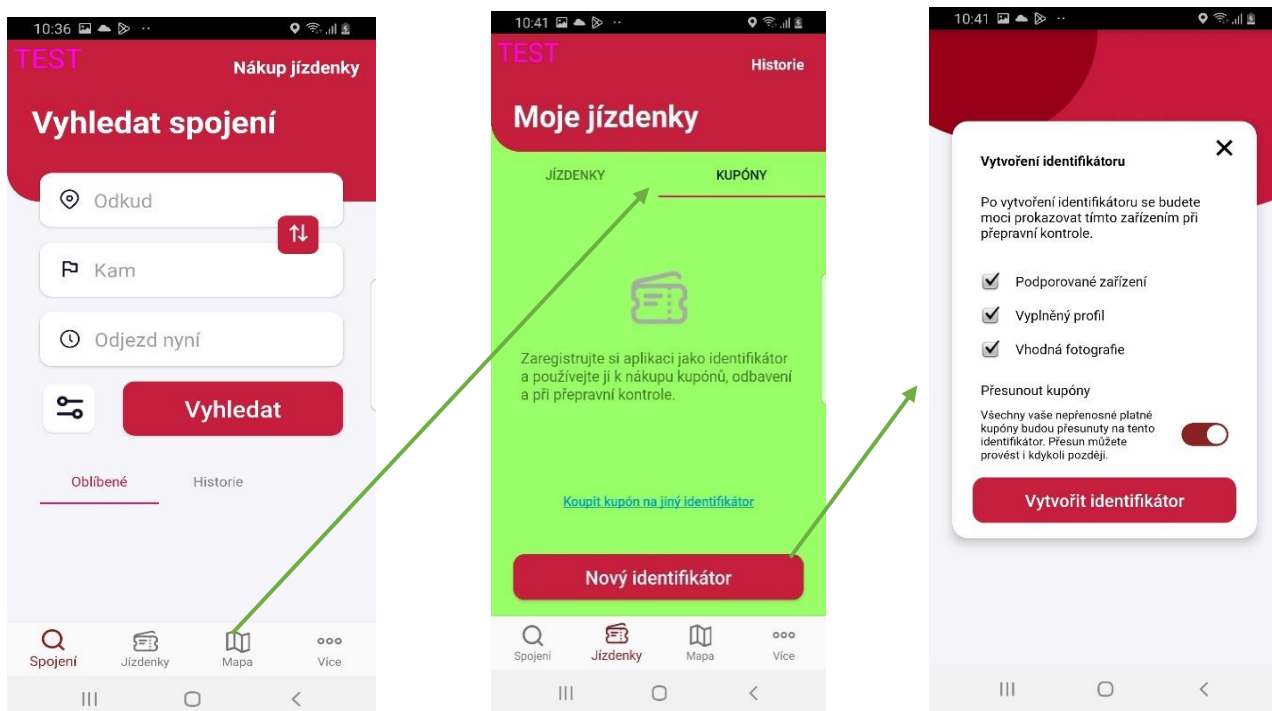 10:36
TEST
Nákup jízdenky
Vyhledat spojení
Odkud
Kam
Odjezd nyní
Vyhledat
Oblíbené Historie
Spojení Jízdenky Mapa Více
10:41
TEST
Historie
Moje jízdenky
JÍZDENKY KUPÓNY
Zaregistrujte si aplikaci jako identifikátor
a používejte ji k nákupu kupónů, odbavení
a při přepravní kontrole.
Koupit kupón na jiný identifikátor
Nový identifikátor
Spojení Jízdenky Mapa Více
10:41
Vytvoření identifikátoru
Po vytvoření identifikátoru se budete
moci prokazovat tímto zařízením při
přepravní kontrole.
Podporované zařízení
Vyplněný profil
Vhodná fotografie
Přesunout kupóny
Všechny vaše nepřenosné platné
kupóny budou přesunuty na tento
identifikátor. Přesun můžete
provést i kdykoli později.
Vytvořit identifikátor